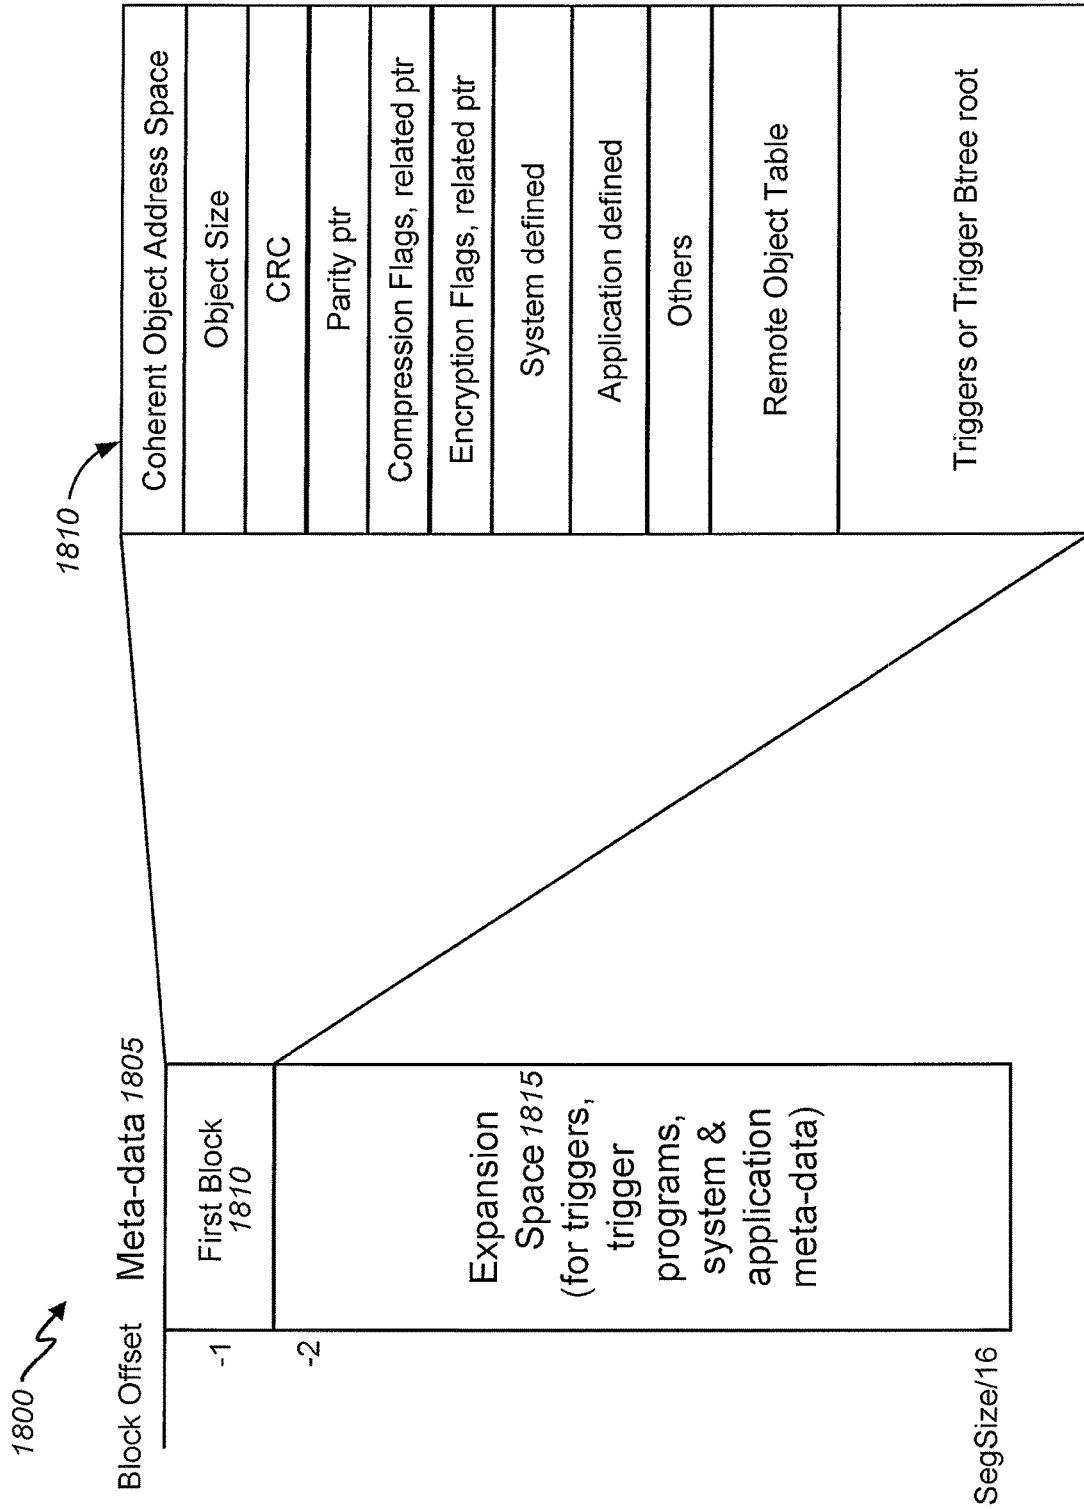 1800
Block Offset
Meta-data 1805
-1
First Block
1810
-2
Expansion
Space 1815
(for triggers,
trigger
programs,
system &
application
meta-data)
SegSize/16
1810
Coherent Object Address Space
Object Size
CRC
Parity ptr
Compression Flags, related ptr
Encryption Flags, related ptr
System defined
Application defined
Others
Remote Object Table
Triggers or Trigger Btree root